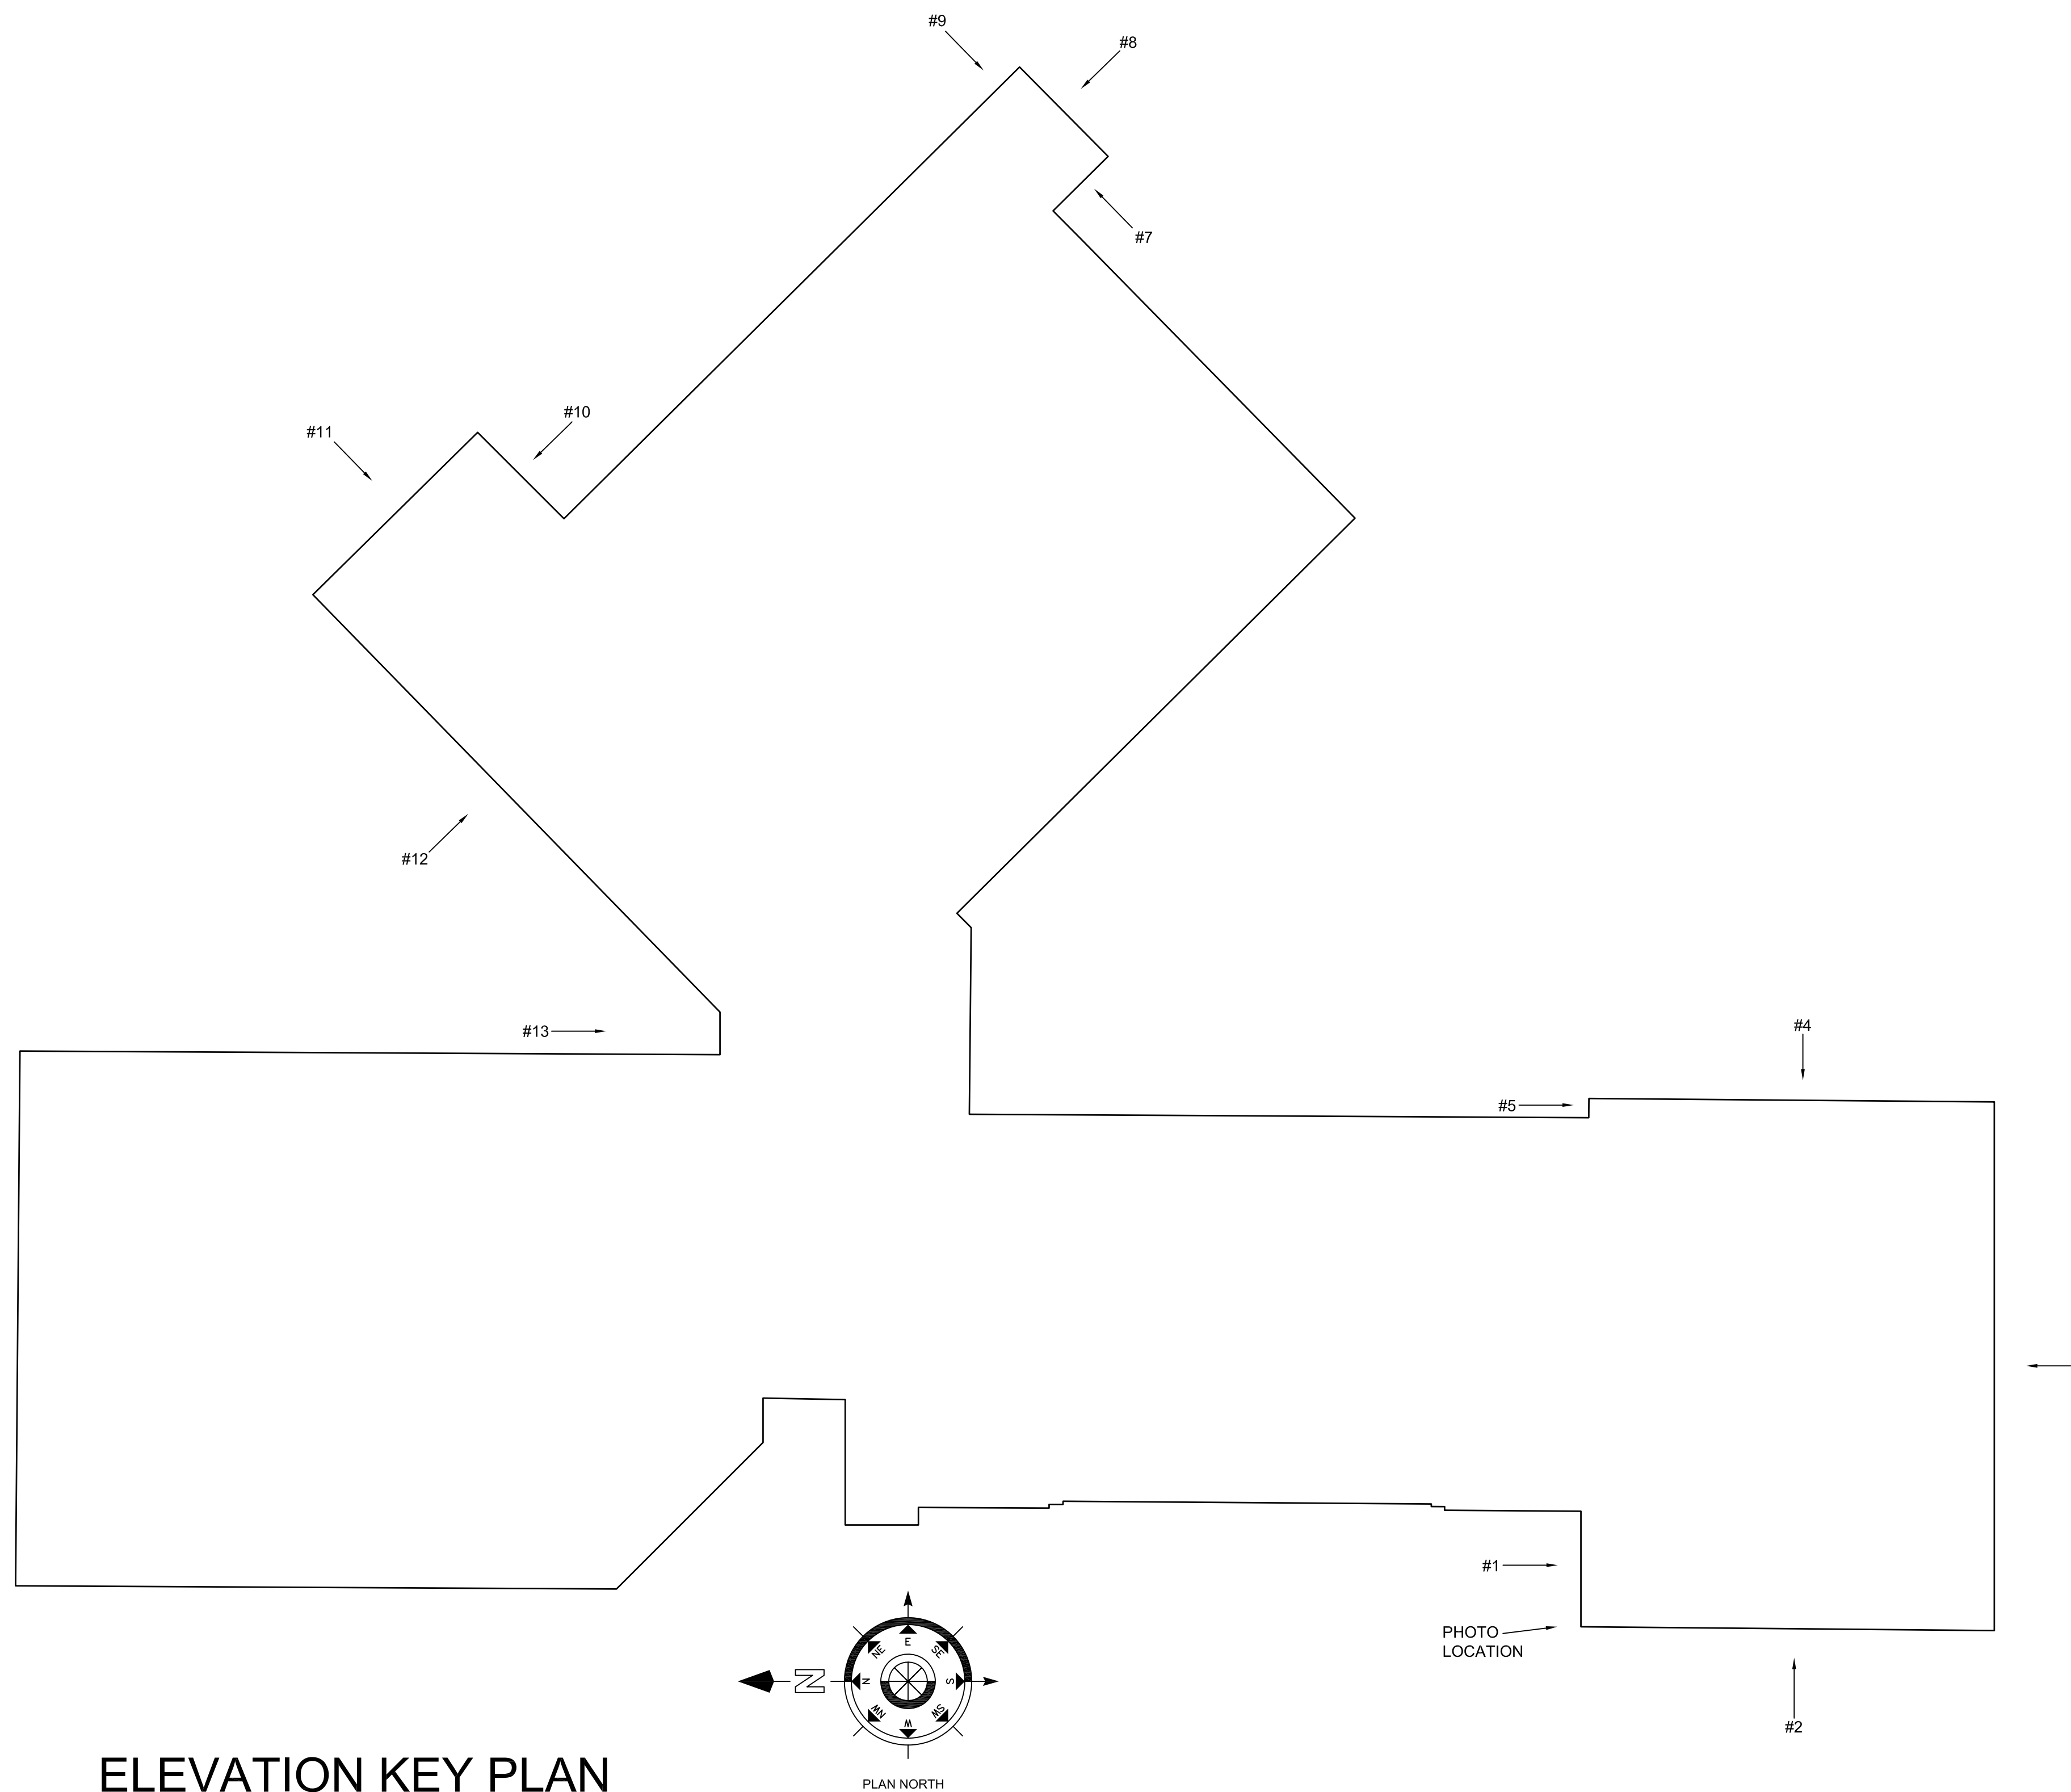 #9
#8
#7
#10
#11
#12
#13
#4
#5
#1
PHOTO
LOCATION
#2
N
E
NE
SE
N
S
NW
SW
W
PLAN NORTH
ELEVATION KEY PLAN